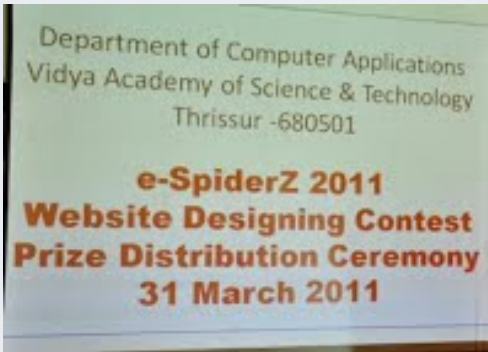 Department of Computer Applications
Vidya Academy of Science & Technology
Thrissur -680501
e-SpiderZ 2011
Website Designing Contest
Prize Distribution Ceremony
31 March 2011